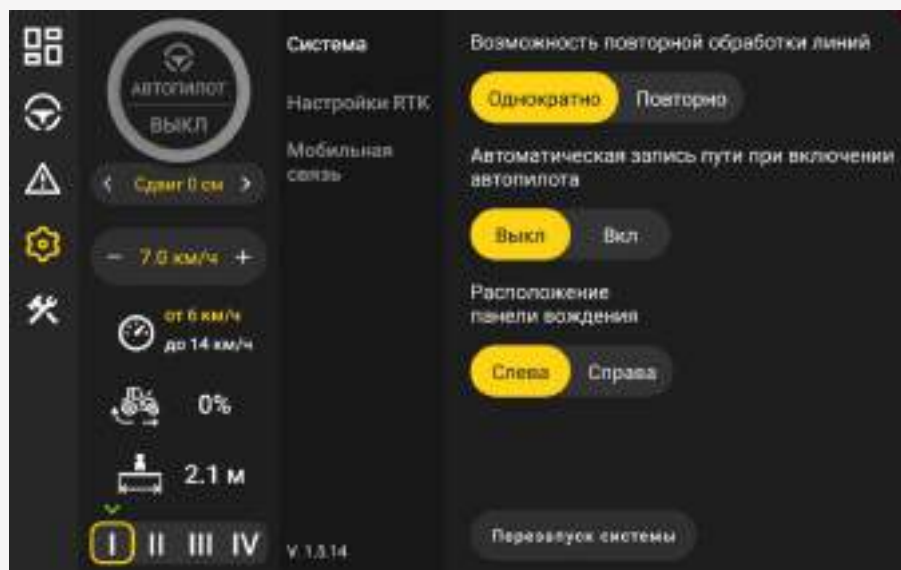 АВТОПИЛОТ
ВЫКЛ
Сдвиг 0 см
7.0 км/ч
от 6 км/ч
до 14 км/ч
0%
2.1 м
I II III IV
Система
Настройки RTK
Мобильная
связь
V 1.3.14
Возможность повторной обработки линий
Однократно Повторно
Автоматическая запись пути при включении
автопилота
Выкл Вкл
Расположение
панели вождения
Слева Справа
Перезапуск системы